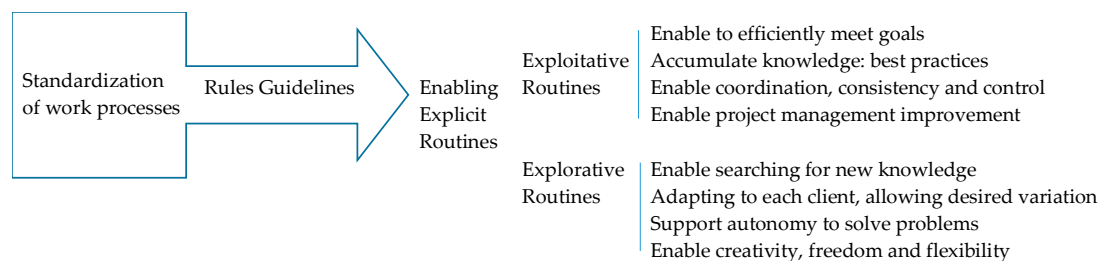 Standardization
of work processes
Rules Guidelines
Enabling
Explicit
Routines
Exploitative
Routines
Enable to efficiently meet goals
Accumulate knowledge: best practices
Enable coordination, consistency and control
Enable project management improvement
Explorative
Routines
Enable searching for new knowledge
Adapting to each client, allowing desired variation
Support autonomy to solve problems
Enable creativity, freedom and flexibility